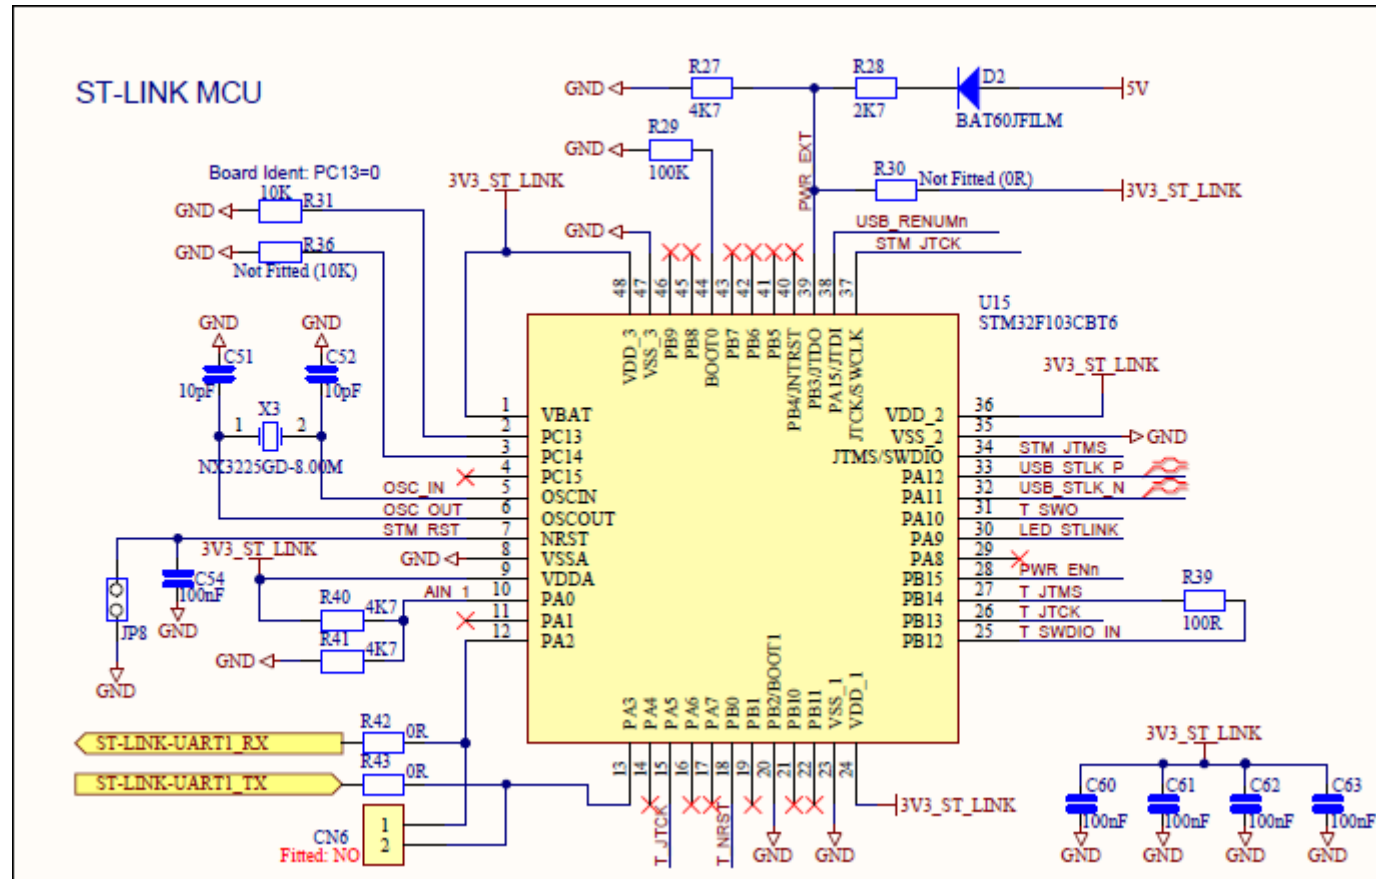 ST-LINK MCU
GND
R27
4K7
R28
2K7
D2
BAT60JFILM
5V
GND
R29
100K
PWR_EXT
R30
Not Fitted (0R)
3V3_ST_LINK
Board Ident: PC13=0
10K
R31
GND
3V3_ST_LINK
GND
R36
Not Fitted (10K)
GND
USB_RENUMn
STM_JTCK
48
47
46
45
44
43
42
41
40
39
38
37
U15
STM32F103CBT6
VDD_3
VSS_3
PB9
PB8
BOOT0
PB7
PB6
PB5
PB4/JNTRST
PB3/JTDO
PA15/JTDI
JTCK/SWCLK
GND
GND
C51
10pF
C52
10pF
X3
1
2
NX3225GD-8.00M
1 VBAT
2 PC13
3 PC14
4 PC15
OSC_IN 5 OSCIN
OSC_OUT 6 OSCOUT
STM_RST 7 NRST
GND 8 VSSA
9 VDDA
AIN_1 10 PA0
11 PA1
12 PA2
3V3_ST_LINK
VDD_2 36
VSS_2 35 GND
JTMS/SWDIO 34 STM_JTMS
PA12 33 USB_STLK_P
PA11 32 USB_STLK_N
PA10 31 T_SWO
PA9 30 LED_STLINK
PA8 29
PB15 28 PWR_ENn
PB14 27 T_JTMS
PB13 26 T_JTCK
PB12 25 T_SWDIO_IN
R39
100R
3V3_ST_LINK
C54
100nF
GND
JP8
GND
R40
4K7
R41
4K7
GND
PA3
PA4
PA5
PA6
PA7
PB0
PB1
PB2/BOOT1
PB10
PB11
VSS_1
VDD_1
13
14
15
16
17
18
19
20
21
22
23
24
T_JTCK
T_NRST
GND
GND
3V3_ST_LINK
R42
0R
ST-LINK-UART1_RX
R43
0R
ST-LINK-UART1_TX
CN6
1
2
Fitted: NO
3V3_ST_LINK
C60
100nF
C61
100nF
C62
100nF
C63
100nF
GND
GND
GND
GND